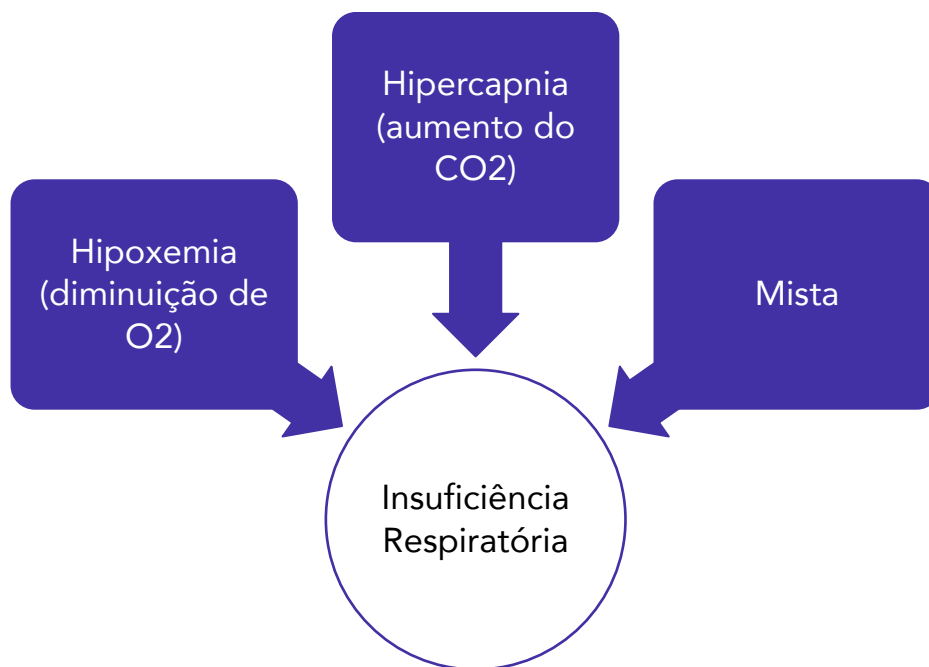 Hipercapnia
(aumento do
CO2)
Hipoxemia
(diminuição de
O2)
Mista
Insuficiência
Respiratória